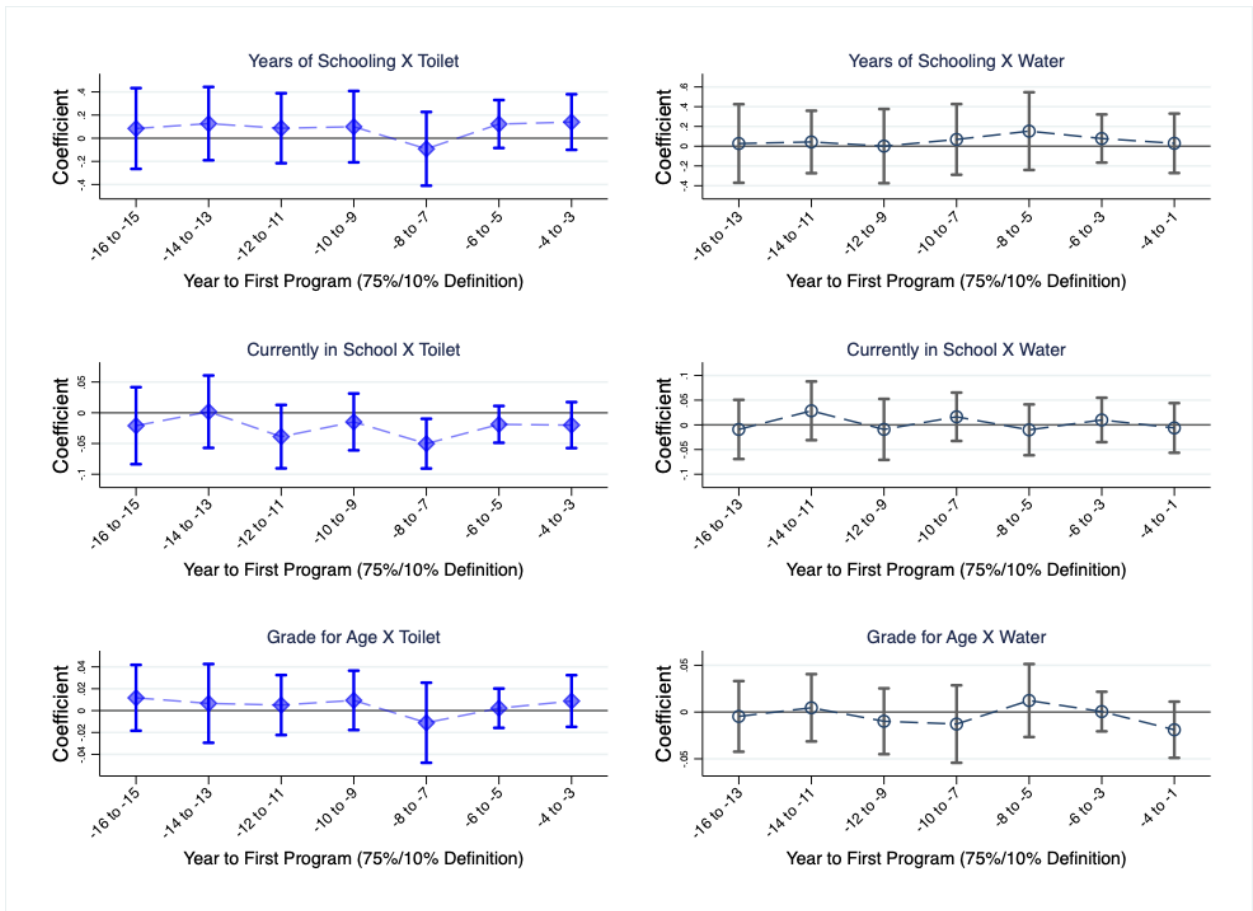 Years of Schooling X Toilet
Coefficient
.4
.2
0
-.2
-.4
-16 to -15
-14 to -13
-12 to -11
-10 to -9
-8 to -7
-6 to -5
-4 to -3
Year to First Program (75%/10% Definition)
Years of Schooling X Water
Coefficient
.6
.4
.2
0
-.2
-.4
-16 to -13
-14 to -11
-12 to -9
-10 to -7
-8 to -5
-6 to -3
-4 to -1
Year to First Program (75%/10% Definition)
Currently in School X Toilet
Coefficient
.05
0
-.05
-.1
-16 to -15
-14 to -13
-12 to -11
-10 to -9
-8 to -7
-6 to -5
-4 to -3
Year to First Program (75%/10% Definition)
Currently in School X Water
Coefficient
.1
.05
0
-.05
-.1
-16 to -13
-14 to -11
-12 to -9
-10 to -7
-8 to -5
-6 to -3
-4 to -1
Year to First Program (75%/10% Definition)
Grade for Age X Toilet
Coefficient
.04
.02
0
-.02
-.04
-16 to -15
-14 to -13
-12 to -11
-10 to -9
-8 to -7
-6 to -5
-4 to -3
Year to First Program (75%/10% Definition)
Grade for Age X Water
Coefficient
.05
0
-.05
-16 to -13
-14 to -11
-12 to -9
-10 to -7
-8 to -5
-6 to -3
-4 to -1
Year to First Program (75%/10% Definition)